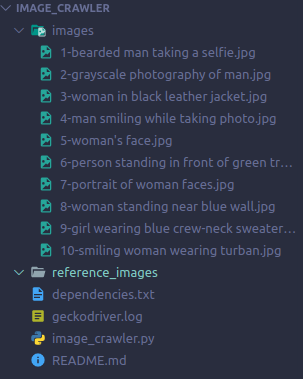 IMAGE_CRAWLER
images
1-bearded man taking a selfie.jpg
2-grayscale photography of man.jpg
3-woman in black leather jacket.jpg
4-man smiling while taking photo.jpg
5-woman's face.jpg
6-person standing in front of green tr...
7-portrait of woman faces.jpg
8-woman standing near blue wall.jpg
9-girl wearing blue crew-neck sweater...
10-smiling woman wearing turban.jpg
reference_images
dependencies.txt
geckodriver.log
image_crawler.py
README.md